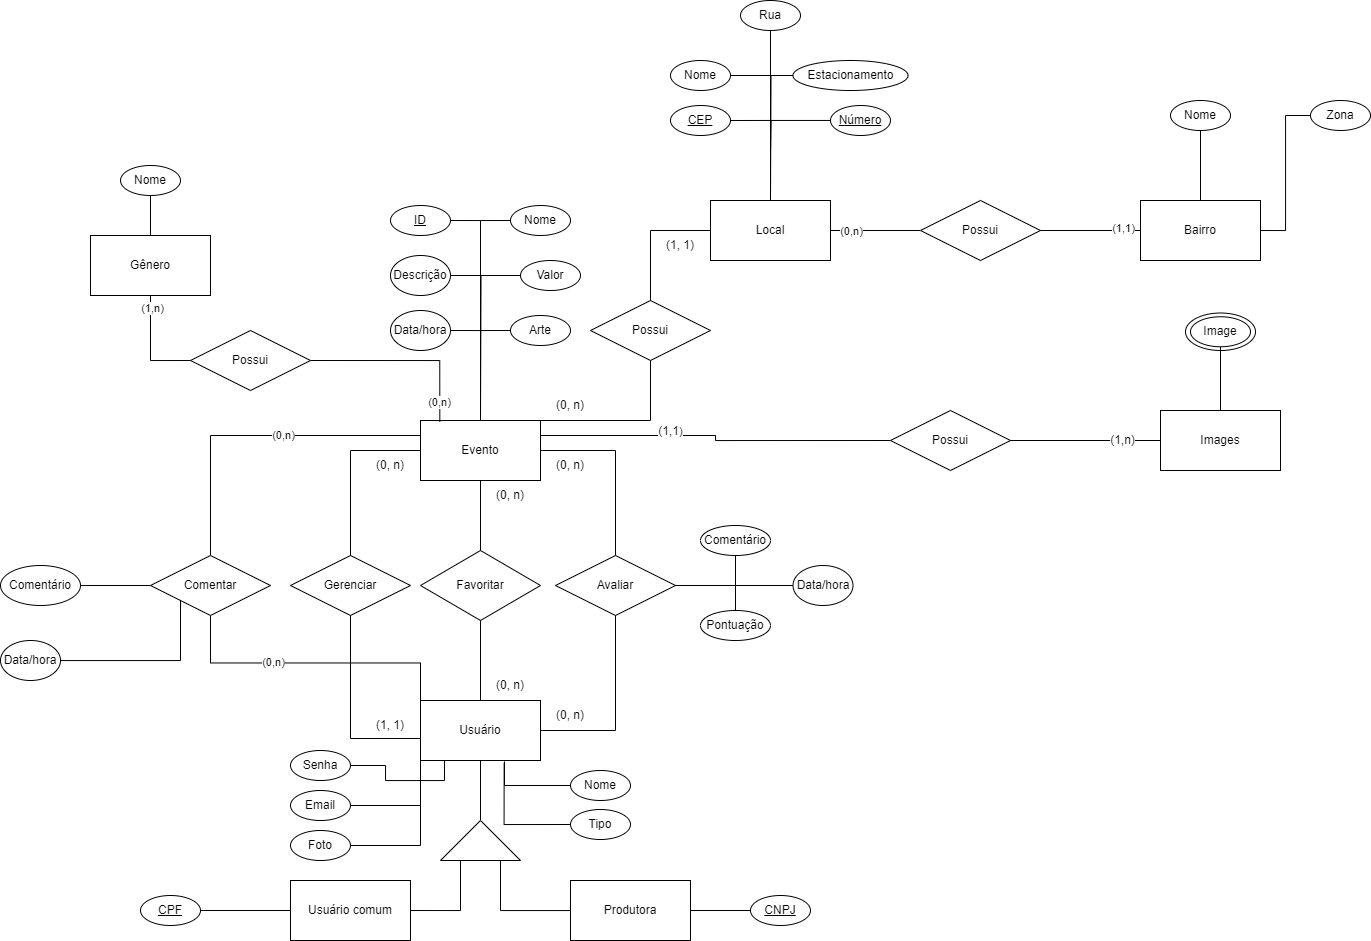 Rua
Nome
Estacionamento
CEP
Número
Nome
Zona
Nome
ID
Nome
Local
(0,n)
Possui
(1,1)
Bairro
(1, 1)
Gênero
Descrição
Valor
(1,n)
Data/hora
Arte
Possui
Image
Possui
(0,n)
(0, n)
(0,n)
Evento
(1,1)
Possui
(1,n)
Images
(0, n)
(0, n)
(0, n)
Comentário
Comentário
Comentar
Gerenciar
Favoritar
Avaliar
Data/hora
Pontuação
Data/hora
(0,n)
(0, n)
(1, 1)
Usuário
(0, n)
Senha
Nome
Email
Tipo
Foto
CPF
Usuário comum
Produtora
CNPJ